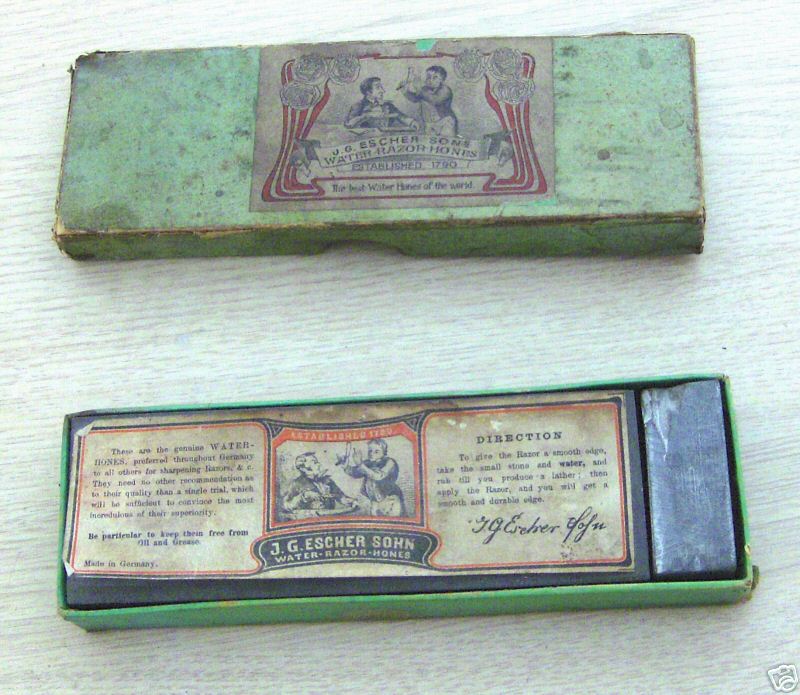 J.G. ESCHER SONS
WATER-RAZOR-HONES
ESTABLISHED 1790
The best Water Hones of the world.
These are the genuine WATER-
HONES, preferred throughout Germany
to all others for sharpening Razors, & c.
They need no other recommendation as
to their quality than a single trial, which
will be sufficient to convince the most
incredulous of their superiority.
Be particular to keep them free from
Oil and Grease.
Made in Germany.
ESTABLISHED 1790
J.G. ESCHER SOHN
WATER-RAZOR-HONES
DIRECTION
To give the Razor a smooth edge,
take the small stone and water, and
rub till you produce a lather; then
apply the Razor, and you will get a
smooth and durable edge.
J G Escher Sohn